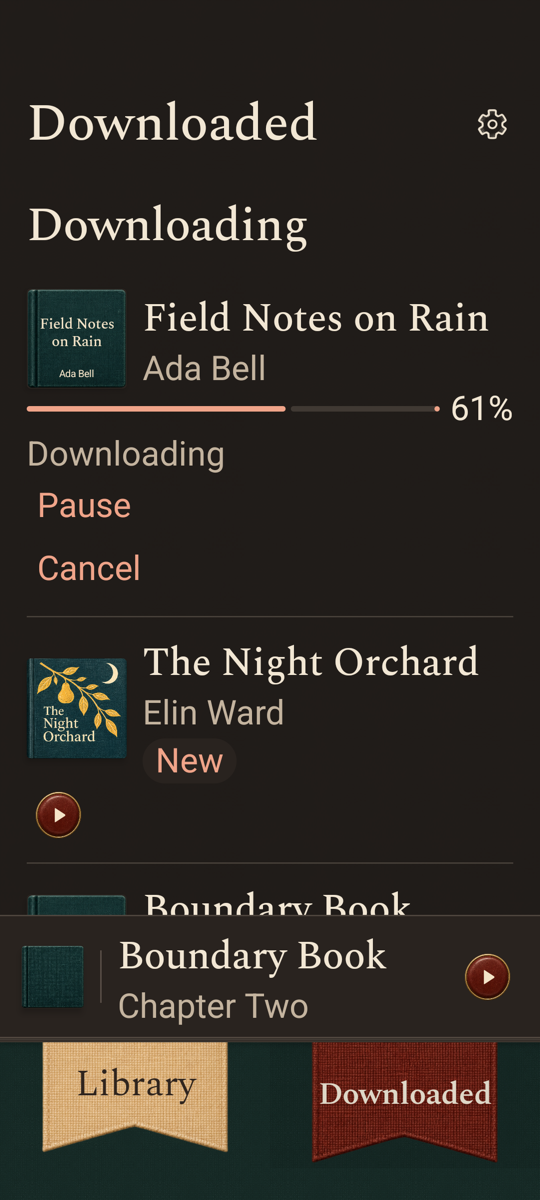 Downloaded
Downloading
Field Notes
on Rain
Ada Bell
Field Notes on Rain
Ada Bell
61%
Downloading
Pause
Cancel
The
Night
Orchard
The Night Orchard
Elin Ward
New
Boundary Book
Boundary Book
Chapter Two
Library
Downloaded